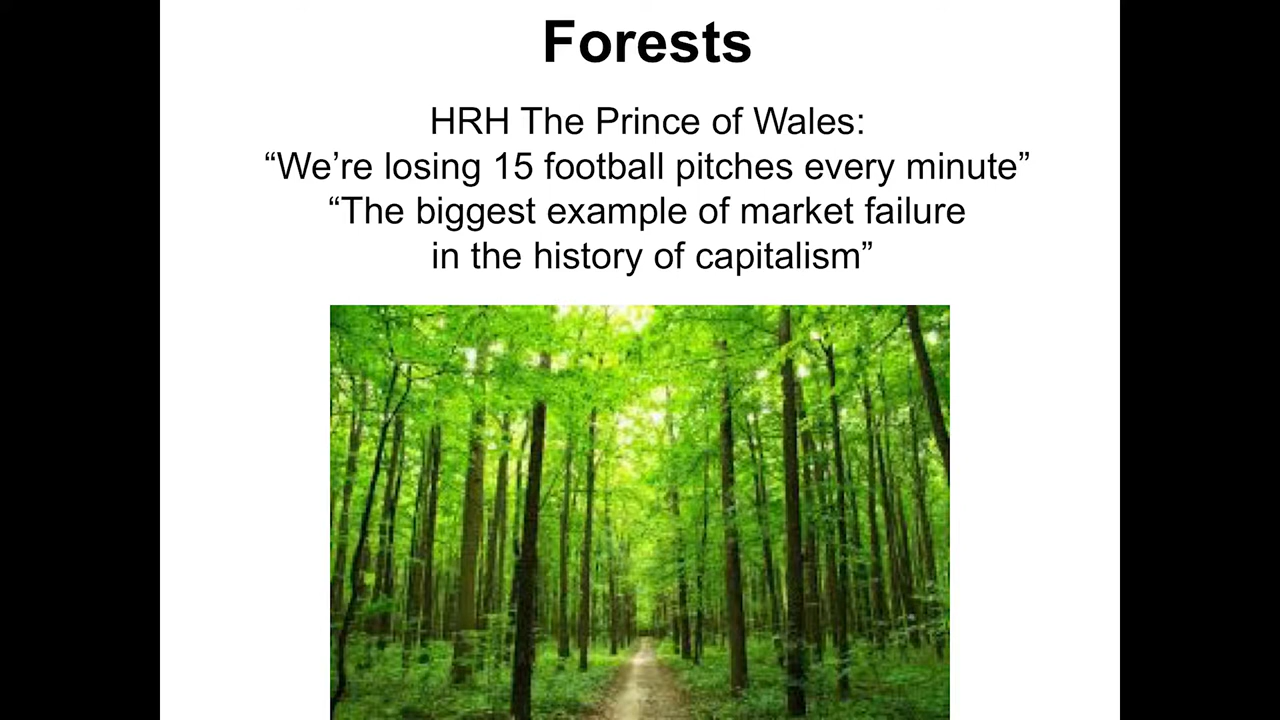 Forests
HRH The Prince of Wales:
“We’re losing 15 football pitches every minute”
“The biggest example of market failure
in the history of capitalism”